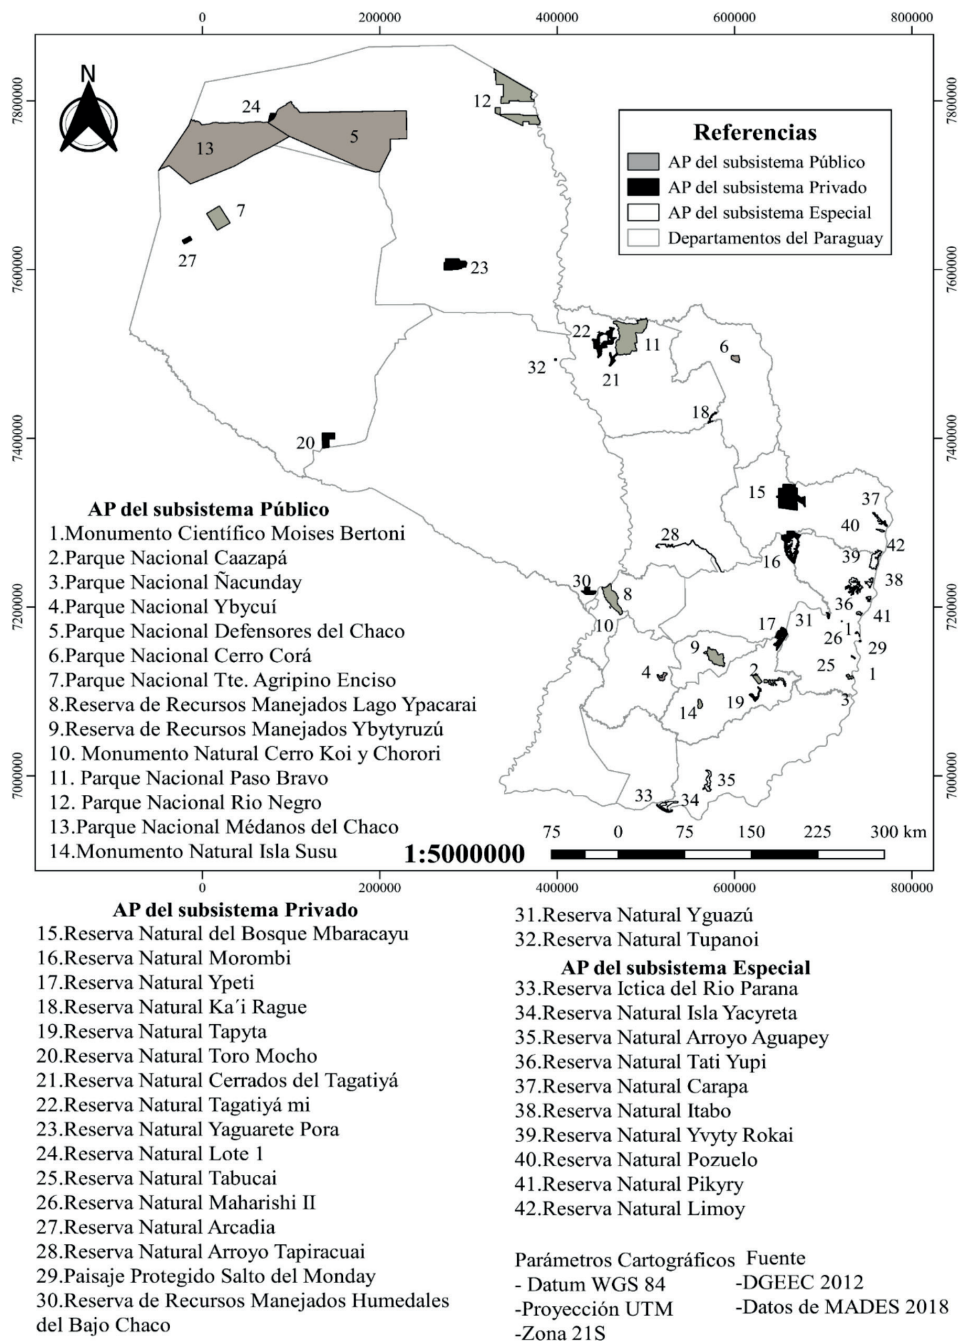 0 200000 400000 600000 800000
7800000 7800000
7600000 7600000
7400000 7400000
7200000 7200000
7000000 7000000
N
Referencias
AP del subsistema Público
AP del subsistema Privado
AP del subsistema Especial
Departamentos del Paraguay
24
12
13
5
7
27
23
22
11
6
32
21
18
20
15
37
40
28
42
16
39
30
38
8
36
41
10
17
31
26
1
29
9
25
1
4
2
3
19
14
35
33
34
AP del subsistema Público
1.Monumento Científico Moises Bertoni
2.Parque Nacional Caazapá
3.Parque Nacional Ñacunday
4.Parque Nacional Ybycuí
5.Parque Nacional Defensores del Chaco
6.Parque Nacional Cerro Corá
7.Parque Nacional Tte. Agripino Enciso
8.Reserva de Recursos Manejados Lago Ypacarai
9.Reserva de Recursos Manejados Ybytyruzú
10. Monumento Natural Cerro Koi y Chorori
11. Parque Nacional Paso Bravo
12. Parque Nacional Rio Negro
13.Parque Nacional Médanos del Chaco
14.Monumento Natural Isla Susu
1:5000000
75 0 75 150 225 300 km
0 200000 400000 600000 800000
AP del subsistema Privado
15.Reserva Natural del Bosque Mbaracayu
16.Reserva Natural Morombi
17.Reserva Natural Ypeti
18.Reserva Natural Ka´i Rague
19.Reserva Natural Tapyta
20.Reserva Natural Toro Mocho
21.Reserva Natural Cerrados del Tagatiyá
22.Reserva Natural Tagatiyá mi
23.Reserva Natural Yaguarete Pora
24.Reserva Natural Lote 1
25.Reserva Natural Tabucai
26.Reserva Natural Maharishi II
27.Reserva Natural Arcadia
28.Reserva Natural Arroyo Tapiracuai
29.Paisaje Protegido Salto del Monday
30.Reserva de Recursos Manejados Humedales
del Bajo Chaco
31.Reserva Natural Yguazú
32.Reserva Natural Tupanoi
AP del subsistema Especial
33.Reserva Ictica del Rio Parana
34.Reserva Natural Isla Yacyreta
35.Reserva Natural Arroyo Aguapey
36.Reserva Natural Tati Yupi
37.Reserva Natural Carapa
38.Reserva Natural Itabo
39.Reserva Natural Yvyty Rokai
40.Reserva Natural Pozuelo
41.Reserva Natural Pikyry
42.Reserva Natural Limoy
Parámetros Cartográficos
- Datum WGS 84
-Proyección UTM
-Zona 21S
Fuente
-DGEEC 2012
-Datos de MADES 2018